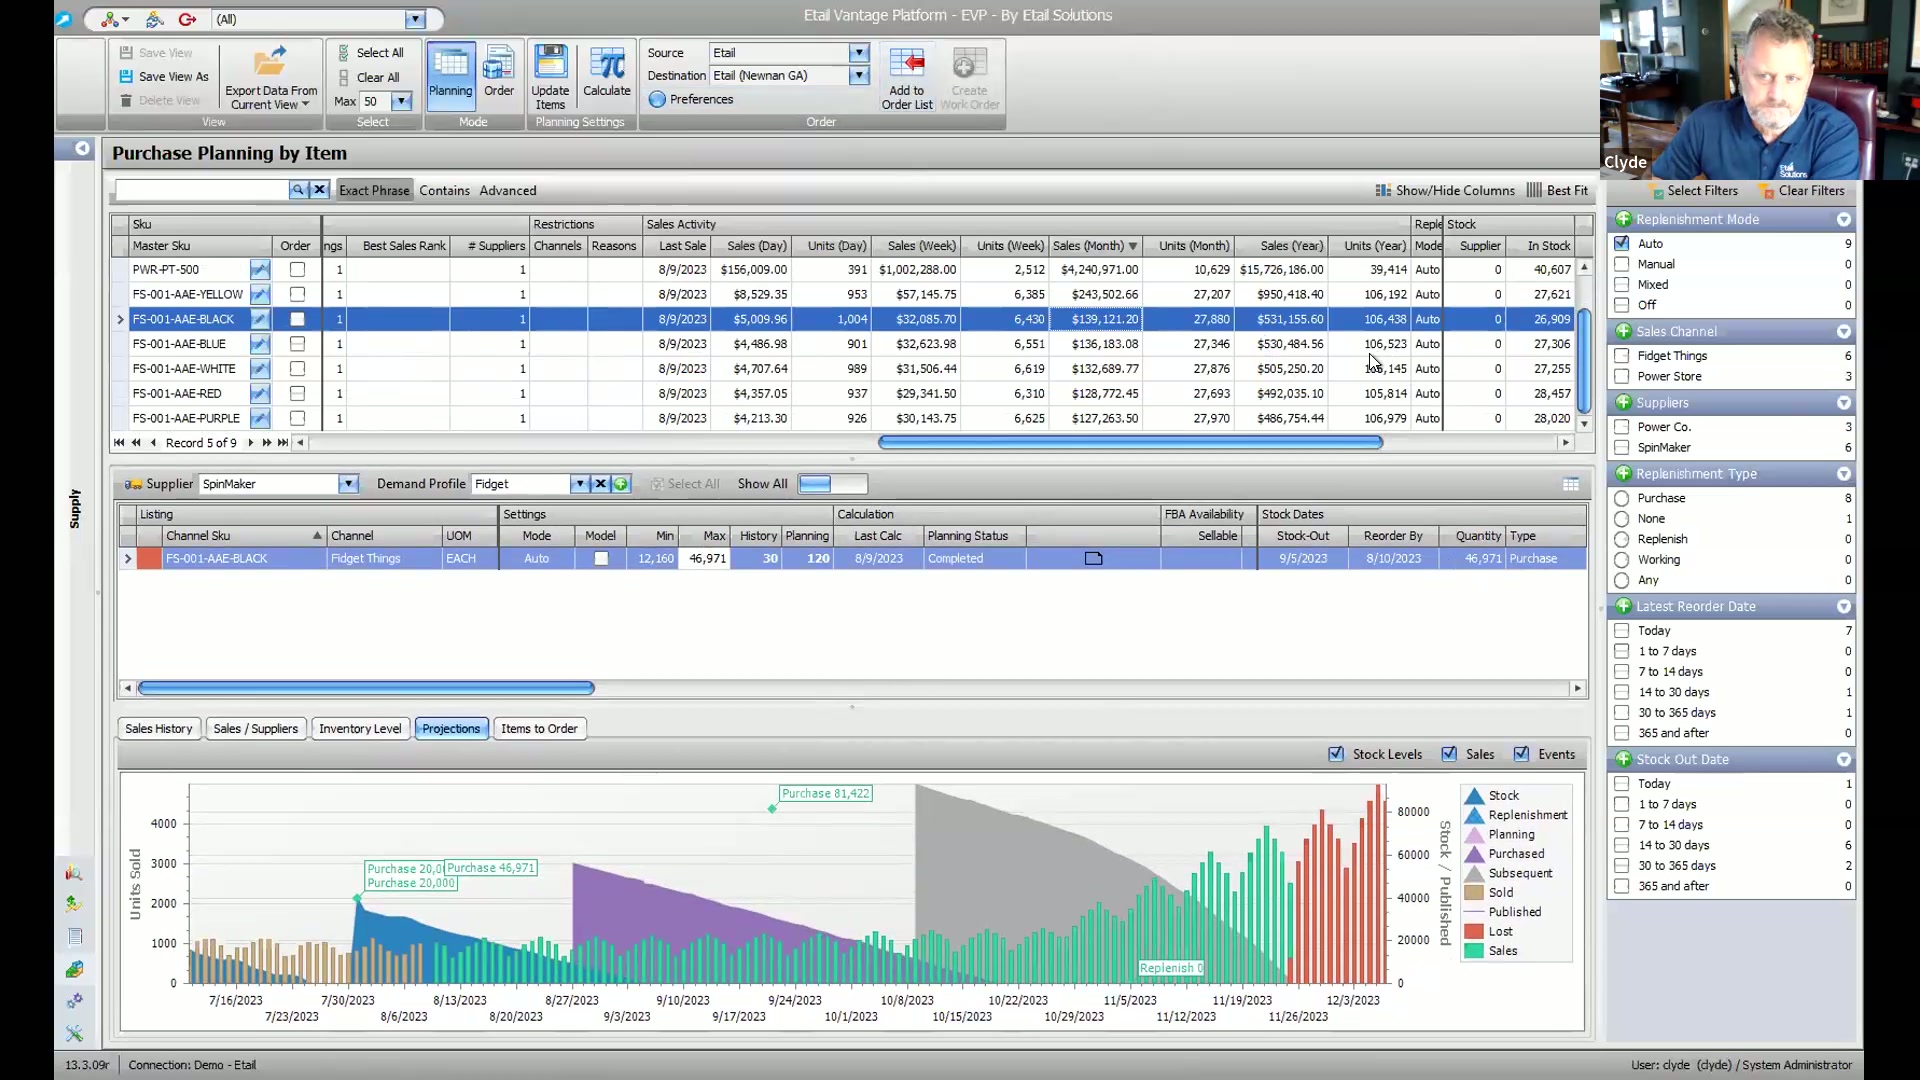 (All)
Etail Vantage Platform - EVP - By Etail Solutions
Save View
Save View As
Delete View
Export Data From
Current View
View
Select All
Clear All
Max 50
Select
Planning
Order
Mode
Update
Items
Calculate
Planning Settings
Source Etail
Destination Etail (Newnan GA)
Preferences
Add to
Order List
Create
Work Order
Order
Etail
Solutions
Clyde
Purchase Planning by Item
Exact Phrase Contains Advanced
Show/Hide Columns Best Fit
Sku Restrictions Sales Activity Reple Stock
Master Sku Order ngs Best Sales Rank # Suppliers Channels Reasons Last Sale Sales (Day) Units (Day) Sales (Week) Units (Week) Sales (Month) Units (Month) Sales (Year) Units (Year) Mode Supplier In Stock
PWR-PT-500 1 1 8/9/2023 $156,009.00 391 $1,002,288.00 2,512 $4,240,971.00 10,629 $15,726,186.00 39,414 Auto 0 40,607
FS-001-AAE-YELLOW 1 1 8/9/2023 $8,529.35 953 $57,145.75 6,385 $243,502.66 27,207 $950,418.40 106,192 Auto 0 27,621
FS-001-AAE-BLACK 1 1 8/9/2023 $5,009.96 1,004 $32,085.70 6,430 $139,121.20 27,880 $531,155.60 106,438 Auto 0 26,909
FS-001-AAE-BLUE 1 1 8/9/2023 $4,486.98 901 $32,623.98 6,551 $136,183.08 27,346 $530,484.56 106,523 Auto 0 27,306
FS-001-AAE-WHITE 1 1 8/9/2023 $4,707.64 989 $31,506.44 6,619 $132,689.77 27,876 $505,250.20 Auto 0 27,255
FS-001-AAE-RED 1 1 8/9/2023 $4,357.05 937 $29,341.50 6,310 $128,772.45 27,693 $492,035.10 105,814 Auto 0 28,457
FS-001-AAE-PURPLE 1 1 8/9/2023 $4,213.30 926 $30,143.75 6,625 $127,263.50 27,970 $486,754.44 106,979 Auto 0 28,020
Record 5 of 9
Supply
Supplier SpinMaker Demand Profile Fidget Select All Show All
Listing Settings Calculation FBA Availability Stock Dates
Channel Sku Channel UOM Mode Model Min Max History Planning Last Calc Planning Status Sellable Stock-Out Reorder By Quantity Type
FS-001-AAE-BLACK Fidget Things EACH Auto 12,160 46,971 30 120 8/9/2023 Completed 9/5/2023 8/10/2023 46,971 Purchase
Sales History Sales / Suppliers Inventory Level Projections Items to Order
Stock Levels Sales Events
Units Sold
4000
3000
2000
1000
0
Purchase 81,422
Purchase 20,0
Purchase 46,971
Purchase 20,000
Replenish 0
80000
60000
40000
20000
0
Stock / Published
7/16/2023 7/30/2023 8/13/2023 8/27/2023 9/10/2023 9/24/2023 10/8/2023 10/22/2023 11/5/2023 11/19/2023 12/3/2023
7/23/2023 8/6/2023 8/20/2023 9/3/2023 9/17/2023 10/1/2023 10/15/2023 10/29/2023 11/12/2023 11/26/2023
Stock
Replenishment
Planning
Purchased
Subsequent
Sold
Published
Lost
Sales
Select Filters Clear Filters
Replenishment Mode
Auto 9
Manual 0
Mixed 0
Off 0
Sales Channel
Fidget Things 6
Power Store 3
Suppliers
Power Co. 3
SpinMaker 6
Replenishment Type
Purchase 8
None 1
Replenish 0
Working 0
Any 0
Latest Reorder Date
Today 7
1 to 7 days 0
7 to 14 days 0
14 to 30 days 1
30 to 365 days 1
365 and after 0
Stock Out Date
Today 1
1 to 7 days 0
7 to 14 days 0
14 to 30 days 6
30 to 365 days 2
365 and after 0
13.3.09r Connection: Demo - Etail
User: clyde (clyde) / System Administrator